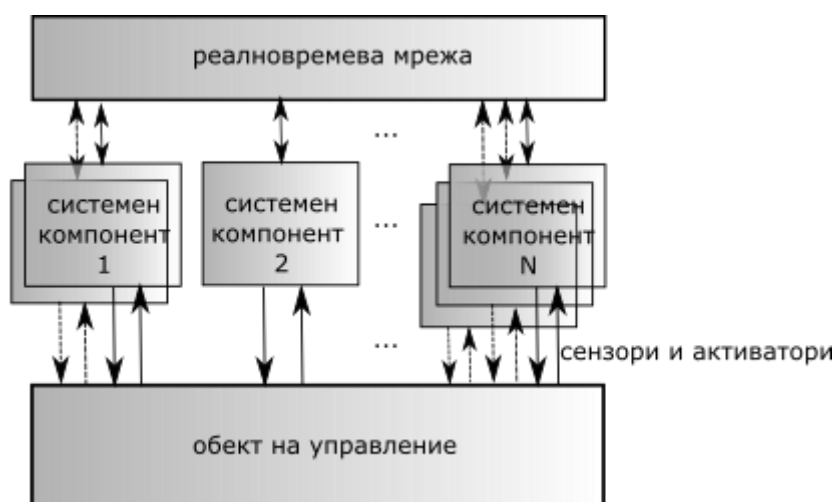 реалновремева мрежа
...
системен
компонент
1
системен
компонент
2
...
системен
компонент
N
...
сензори и активатори
обект на управление